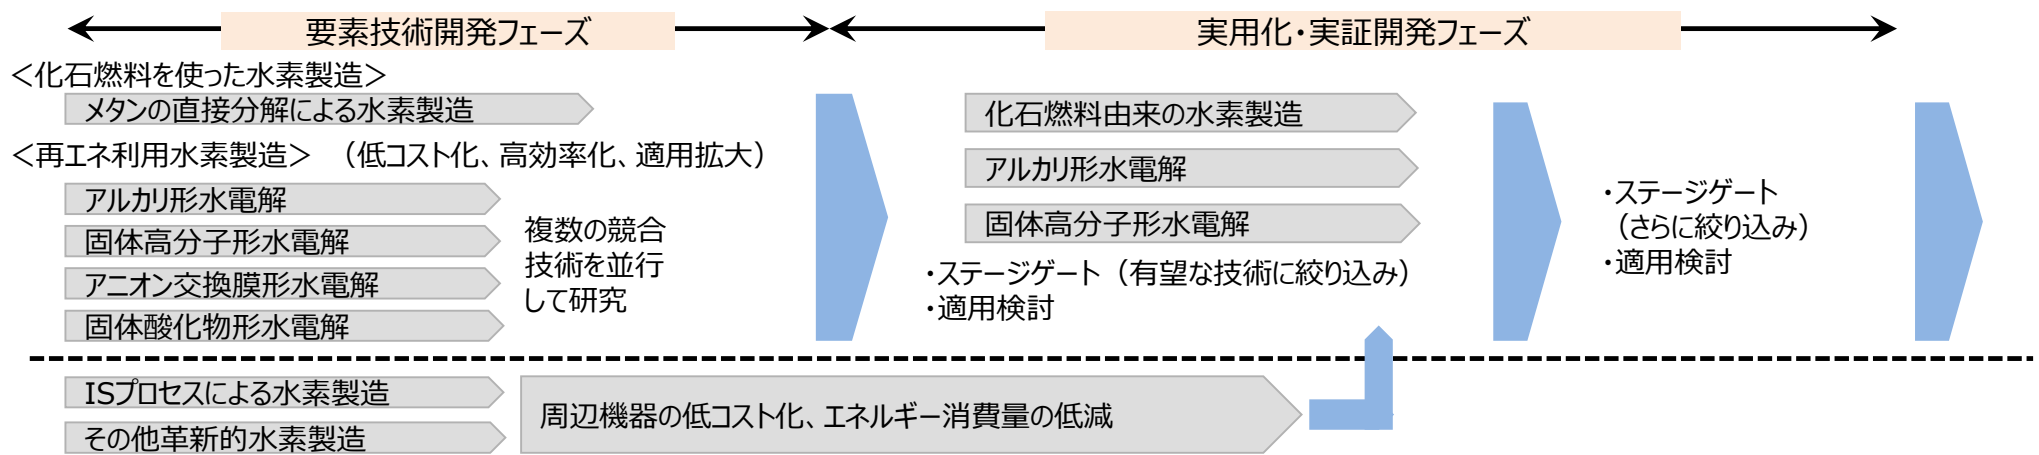 要素技術開発フェーズ
実用化・実証開発フェーズ
＜化石燃料を使った水素製造＞
メタンの直接分解による水素製造
＜再エネ利用水素製造＞ （低コスト化、高効率化、適用拡大）
アルカリ形水電解
固体高分子形水電解
アニオン交換膜形水電解
固体酸化物形水電解
複数の競合
技術を並行
して研究
化石燃料由来の水素製造
アルカリ形水電解
固体高分子形水電解
・ステージゲート（有望な技術に絞り込み）
・適用検討
・ステージゲート
（さらに絞り込み）
・適用検討
ISプロセスによる水素製造
その他革新的水素製造
周辺機器の低コスト化、エネルギー消費量の低減